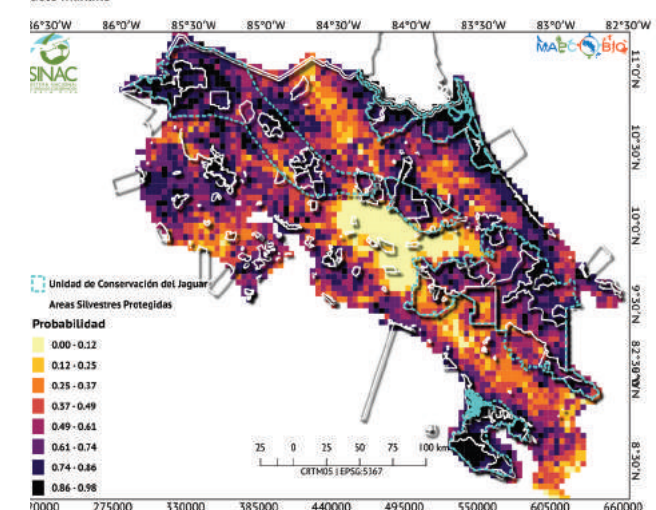 86°30'W 86°0'W 85°30'W 85°0'W 84°30'W 84°0'W 83°30'W 83°0'W 82°30'W
SINAC
MAPCOBIO
11°0'N
10°30'N
10°0'N
9°30'N
8°30'N
Unidad de Conservación del Jaguar
Areas Silvestres Protegidas
Probabilidad
0.00 - 0.12
0.12 - 0.25
0.25 - 0.37
0.37 - 0.49
0.49 - 0.61
0.61 - 0.74
0.74 - 0.86
0.86 - 0.98
25 0 25 50 75 100 km
CRTM05 | EPSG:5367
275000 330000 385000 440000 495000 550000 605000 660000